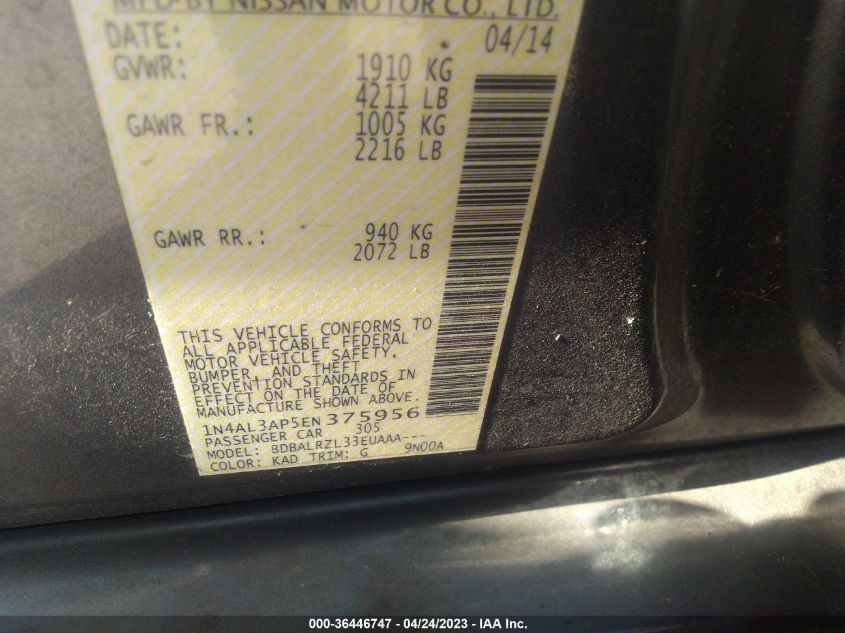 MFD-BY NISSAN MOTOR CO., LTD.
DATE: 04/14
GVWR: 1910 KG
4211 LB
GAWR FR.: 1005 KG
2216 LB
GAWR RR.: 940 KG
2072 LB
THIS VEHICLE CONFORMS TO
ALL APPLICABLE FEDERAL
MOTOR VEHICLE SAFETY,
BUMPER, AND THEFT
PREVENTION STANDARDS IN
EFFECT ON THE DATE OF
MANUFACTURE SHOWN ABOVE.
1N4AL3AP5EN375956
PASSENGER CAR 305
MODEL: BDBALRZL33EUAAA---
COLOR: KAD TRIM: G 9N00A
000-36446747 - 04/24/2023 - IAA Inc.